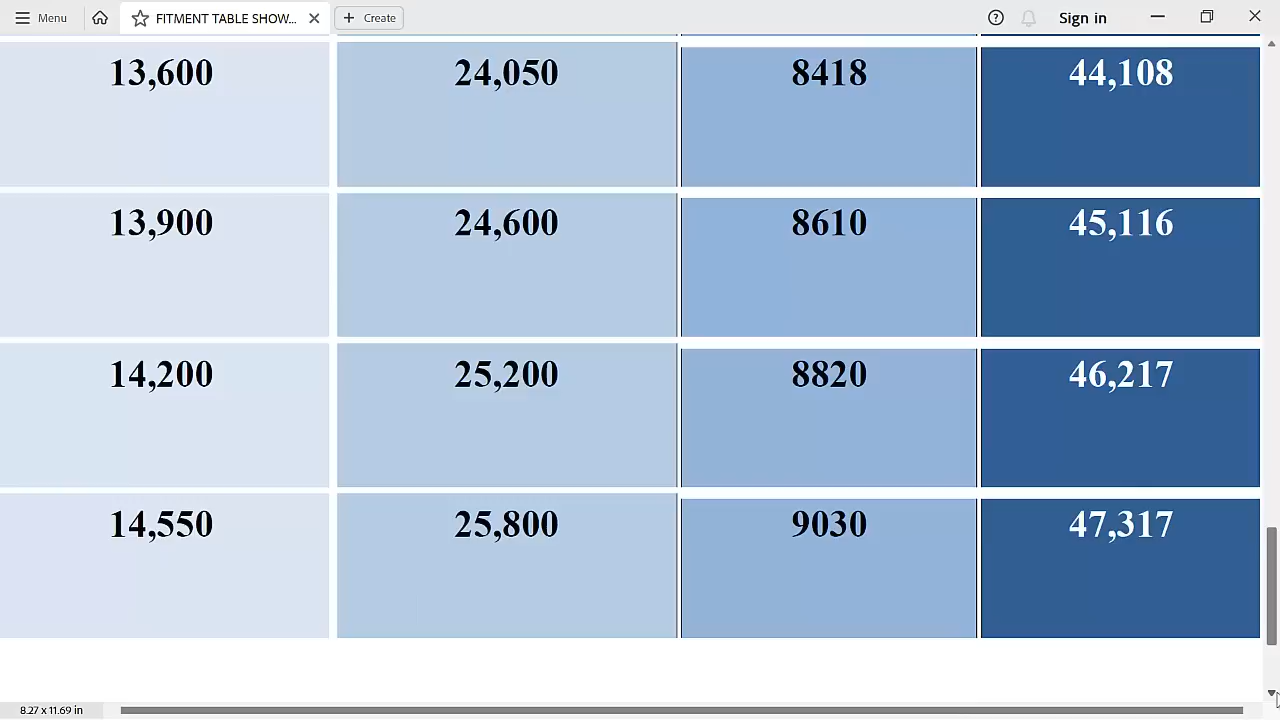 Menu FITMENT TABLE SHOW... Create Sign in
13,600 24,050 8418 44,108
13,900 24,600 8610 45,116
14,200 25,200 8820 46,217
14,550 25,800 9030 47,317
8.27 x 11.69 in